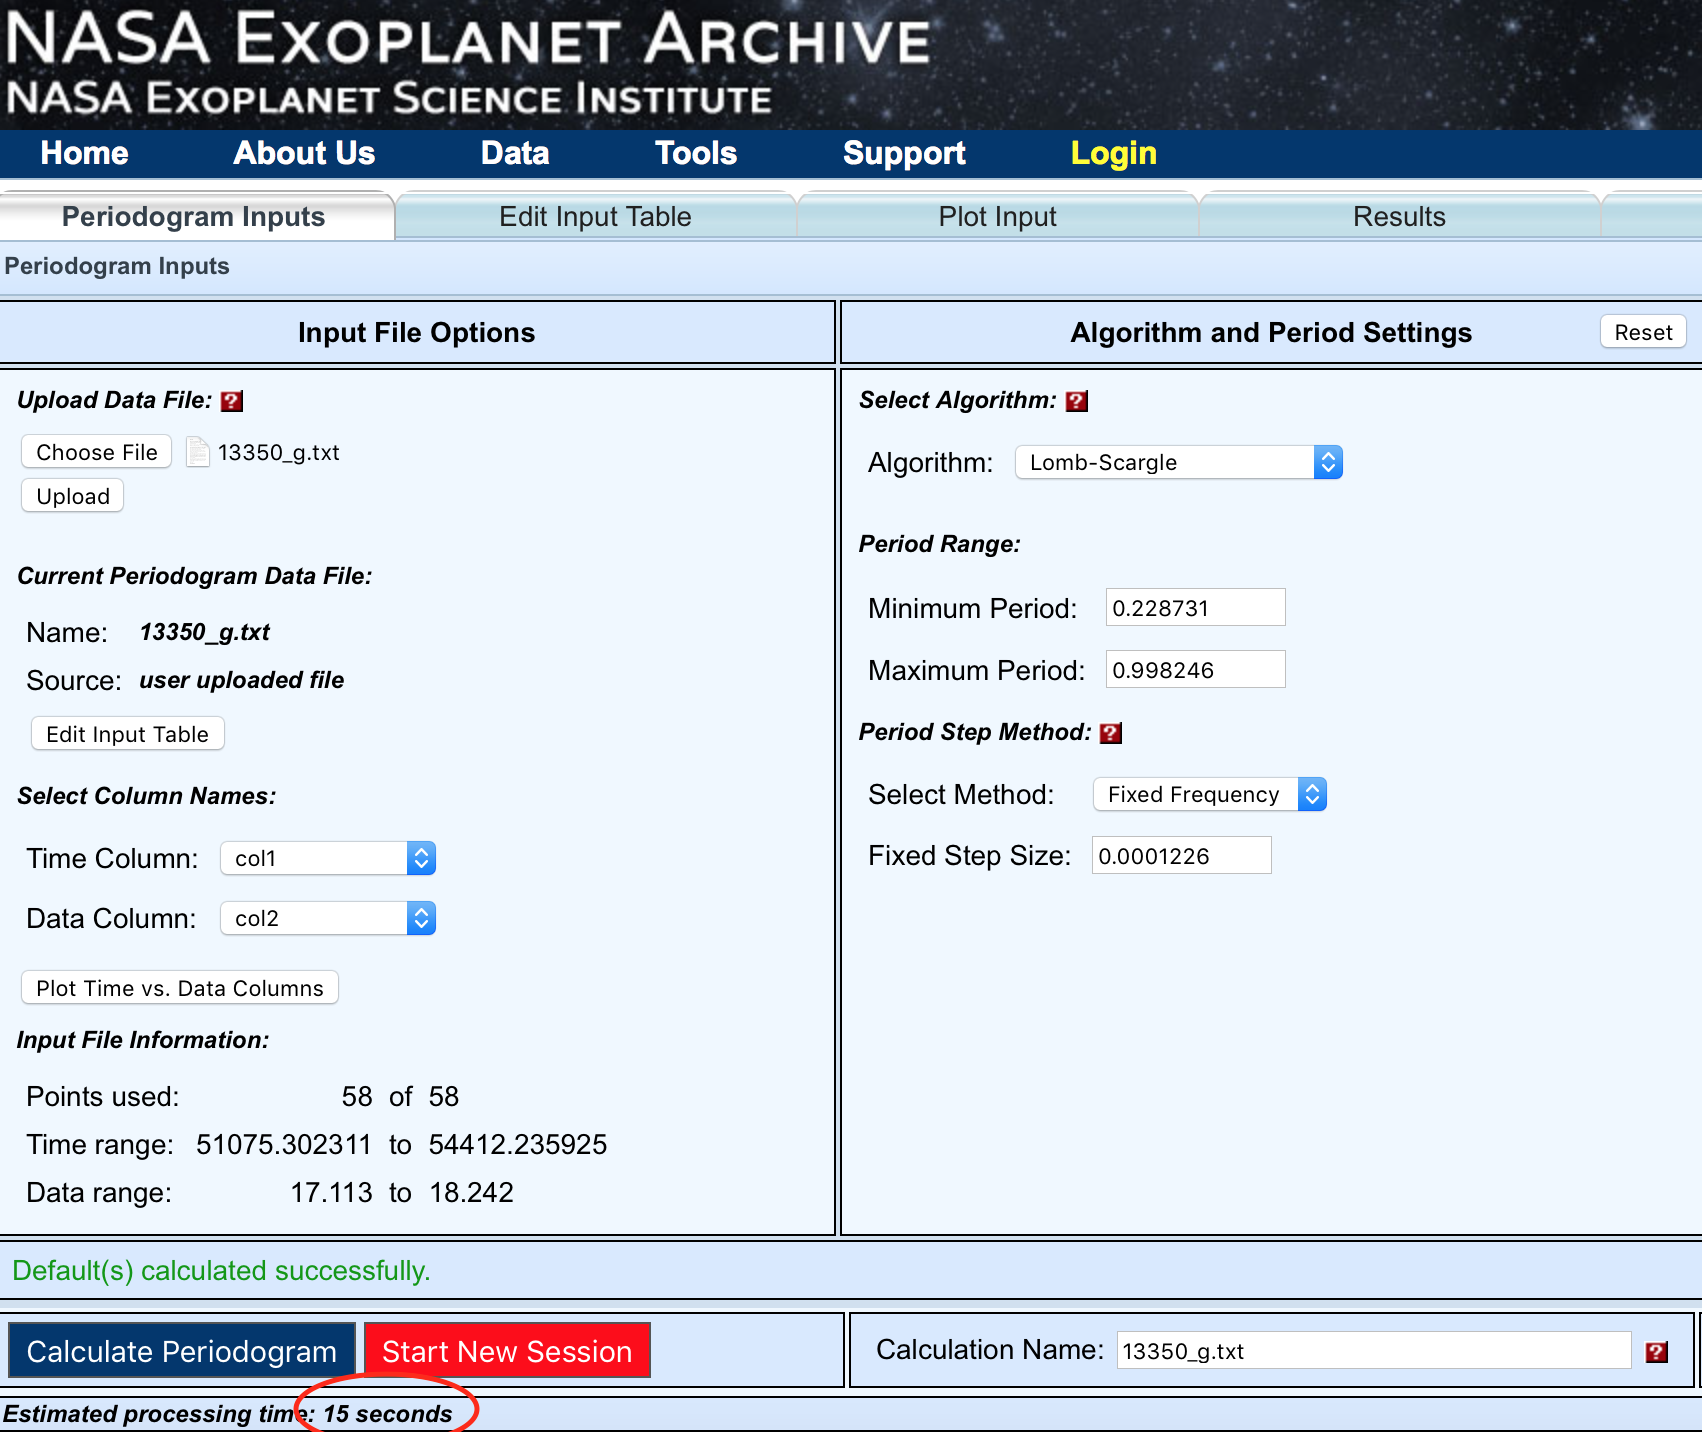 NASA EXOPLANET ARCHIVE
NASA EXOPLANET SCIENCE INSTITUTE
Home About Us Data Tools Support Login
Periodogram Inputs Edit Input Table Plot Input Results
Periodogram Inputs
Input File Options
Upload Data File: ?
Choose File 13350_g.txt
Upload
Current Periodogram Data File:
Name: 13350_g.txt
Source: user uploaded file
Edit Input Table
Select Column Names:
Time Column: col1
Data Column: col2
Plot Time vs. Data Columns
Input File Information:
Points used: 58 of 58
Time range: 51075.302311 to 54412.235925
Data range: 17.113 to 18.242
Algorithm and Period Settings Reset
Select Algorithm: ?
Algorithm: Lomb-Scargle
Period Range:
Minimum Period: 0.228731
Maximum Period: 0.998246
Period Step Method: ?
Select Method: Fixed Frequency
Fixed Step Size: 0.0001226
Default(s) calculated successfully.
Calculate Periodogram Start New Session
Calculation Name: 13350_g.txt ?
Estimated processing time: 15 seconds